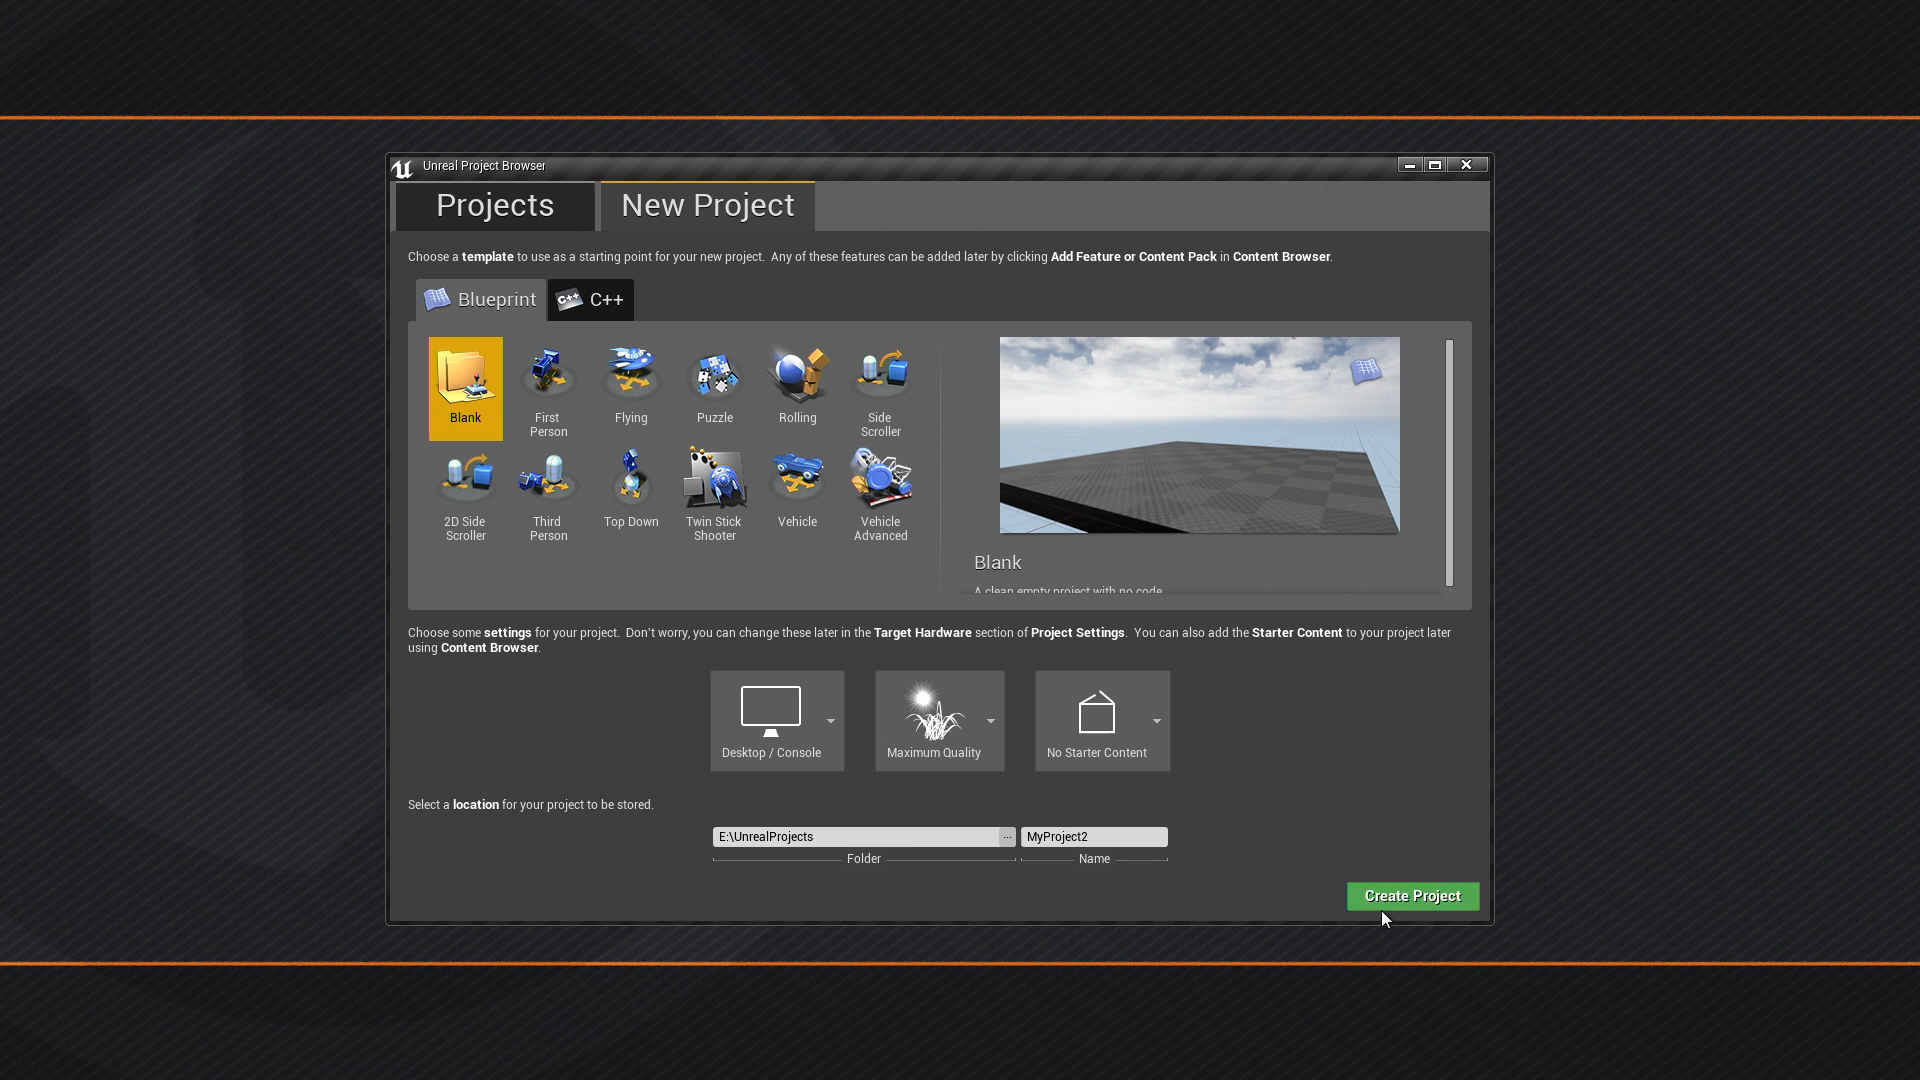 Unreal Project Browser
Projects
New Project
Choose a template to use as a starting point for your new project. Any of these features can be added later by clicking Add Feature or Content Pack in Content Browser.
Blueprint
C++
C++
Blank
First
Person
Flying
Puzzle
Rolling
Side
Scroller
2D Side
Scroller
Third
Person
Top Down
Twin Stick
Shooter
Vehicle
Vehicle
Advanced
Blank
A clean empty project with no code.
Choose some settings for your project. Don't worry, you can change these later in the Target Hardware section of Project Settings. You can also add the Starter Content to your project later
using Content Browser.
Desktop / Console
Maximum Quality
No Starter Content
Select a location for your project to be stored.
E:\UnrealProjects
...
MyProject2
Folder
Name
Create Project